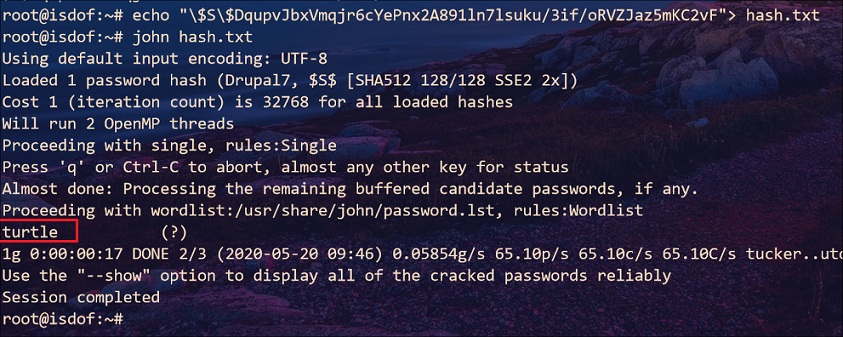 root@isdof:~# echo "\$S\$DqupvJbxVmqjr6cYePnx2A891ln7lsuku/3if/oRVZJaz5mKC2vF"> hash.txt
root@isdof:~# john hash.txt
Using default input encoding: UTF-8
Loaded 1 password hash (Drupal7, $S$ [SHA512 128/128 SSE2 2x])
Cost 1 (iteration count) is 32768 for all loaded hashes
Will run 2 OpenMP threads
Proceeding with single, rules:Single
Press 'q' or Ctrl-C to abort, almost any other key for status
Almost done: Processing the remaining buffered candidate passwords, if any.
Proceeding with wordlist:/usr/share/john/password.lst, rules:Wordlist
turtle           (?)
1g 0:00:00:17 DONE 2/3 (2020-05-20 09:46) 0.05854g/s 65.10p/s 65.10c/s 65.10C/s tucker..uto
Use the "--show" option to display all of the cracked passwords reliably
Session completed
root@isdof:~#